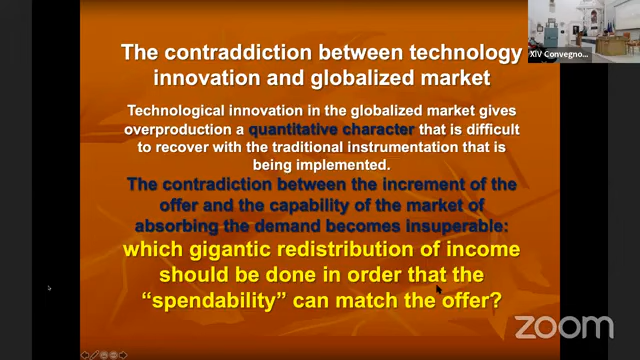 XIV Convegno...
The contraddiction between technology
innovation and globalized market
Technological innovation in the globalized market gives
overproduction a quantitative character that is difficult
to recover with the traditional instrumentation that is
being implemented.
The contradiction between the increment of the
offer and the capability of the market of
absorbing the demand becomes insuperable:
which gigantic redistribution of income
should be done in order that the
“spendability” can match the offer?
zoom